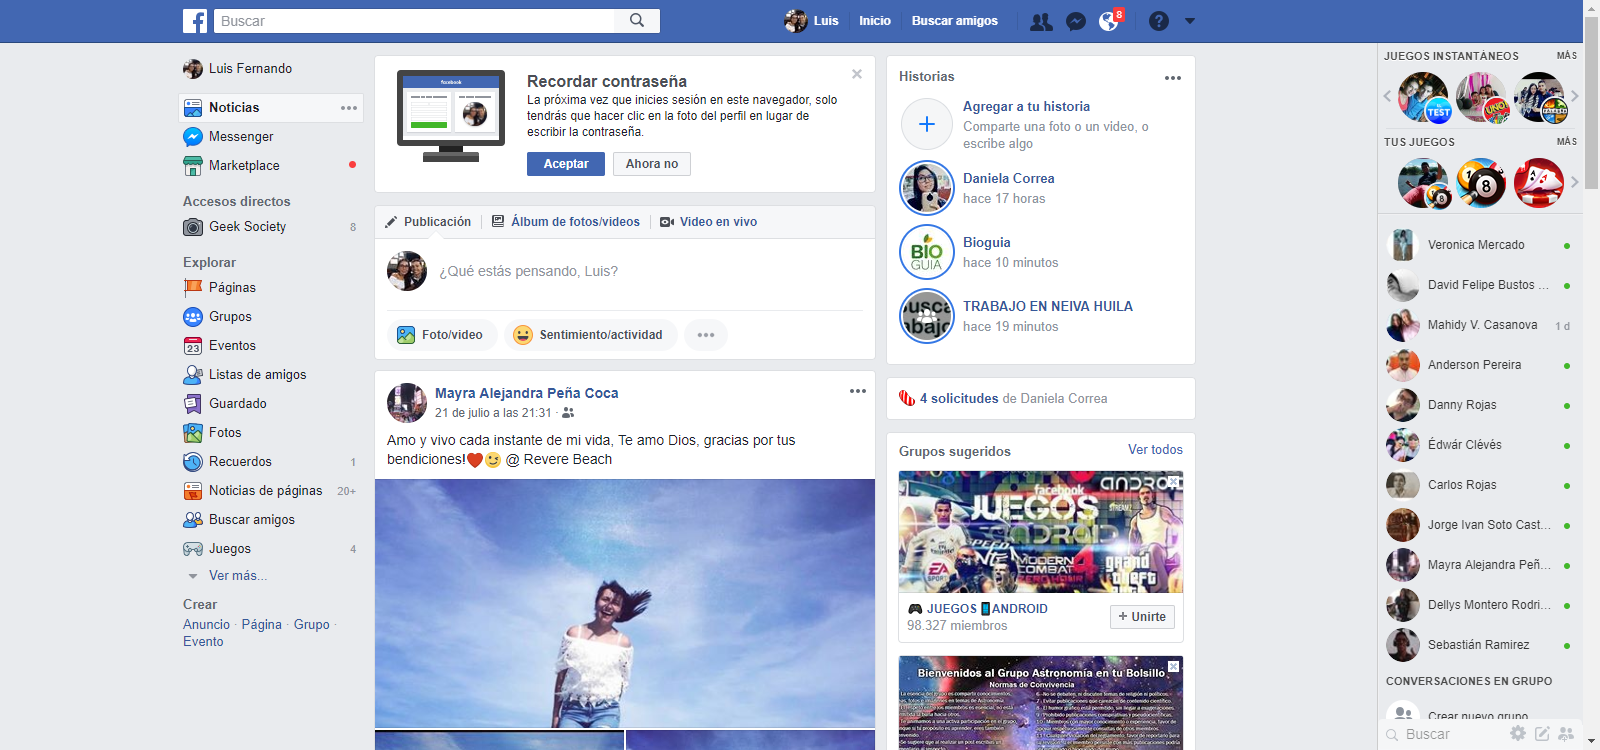 Buscar
Luis
Inicio
Buscar amigos
8
Luis Fernando
Noticias
Messenger
Marketplace
Accesos directos
Geek Society 8
Explorar
Páginas
Grupos
23
Eventos
Listas de amigos
Guardado
Fotos
Recuerdos 1
Noticias de páginas 20+
Buscar amigos
Juegos 4
Ver más...
Crear
Anuncio · Página · Grupo ·
Evento
facebook
Recordar contraseña
La próxima vez que inicies sesión en este navegador, solo
tendrás que hacer clic en la foto del perfil en lugar de
escribir la contraseña.
Aceptar
Ahora no
Publicación
Álbum de fotos/videos
Video en vivo
¿Qué estás pensando, Luis?
Foto/video
Sentimiento/actividad
Mayra Alejandra Peña Coca
21 de julio a las 21:31 ·
Amo y vivo cada instante de mi vida, Te amo Dios, gracias por tus
bendiciones!❤️😉 @ Revere Beach
Historias
Agregar a tu historia
Comparte una foto o un video, o
escribe algo
Daniela Correa
hace 17 horas
BIO
GUIA
Bioguia
hace 10 minutos
TRABAJO EN NEIVA HUILA
hace 19 minutos
4 solicitudes de Daniela Correa
Grupos sugeridos
Ver todos
facebook
JUEGOS
ANDROID
MODERN
COMBAT 4
ZERO HOUR
EA
SPORTS
grand
theft
🎮 JUEGOS📱ANDROID
98.327 miembros
+ Unirte
Bienvenidos al Grupo Astronomía en tu Bolsillo
Normas de Convivencia
JUEGOS INSTANTÁNEOS MÁS
TEST
UNO
TUS JUEGOS MÁS
8
8
A
A
Veronica Mercado
David Felipe Bustos ...
Mahidy V. Casanova 1 d
Anderson Pereira
Danny Rojas
Édwár Clévés
Carlos Rojas
Jorge Ivan Soto Cast...
Mayra Alejandra Peñ...
Dellys Montero Rodri...
Sebastián Ramirez
CONVERSACIONES EN GRUPO
Crear nuevo grupo
Buscar